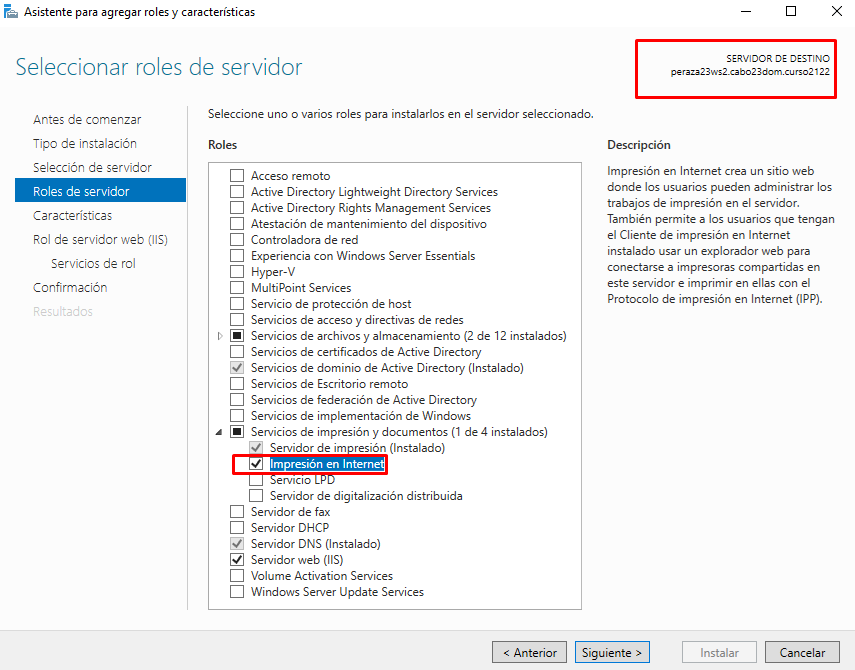 Asistente para agregar roles y características
Seleccionar roles de servidor
SERVIDOR DE DESTINO
peraza23ws2.cabo23dom.curso2122
Antes de comenzar
Tipo de instalación
Selección de servidor
Roles de servidor
Características
Rol de servidor web (IIS)
Servicios de rol
Confirmación
Resultados
Seleccione uno o varios roles para instalarlos en el servidor seleccionado.
Roles
Acceso remoto
Active Directory Lightweight Directory Services
Active Directory Rights Management Services
Atestación de mantenimiento del dispositivo
Controladora de red
Experiencia con Windows Server Essentials
Hyper-V
MultiPoint Services
Servicio de protección de host
Servicios de acceso y directivas de redes
Servicios de archivos y almacenamiento (2 de 12 instalados)
Servicios de certificados de Active Directory
Servicios de dominio de Active Directory (Instalado)
Servicios de Escritorio remoto
Servicios de federación de Active Directory
Servicios de implementación de Windows
Servicios de impresión y documentos (1 de 4 instalados)
Servidor de impresión (Instalado)
Impresión en Internet
Servicio LPD
Servidor de digitalización distribuida
Servidor de fax
Servidor DHCP
Servidor DNS (Instalado)
Servidor web (IIS)
Volume Activation Services
Windows Server Update Services
Descripción
Impresión en Internet crea un sitio web
donde los usuarios pueden administrar los
trabajos de impresión en el servidor.
También permite a los usuarios que tengan
el Cliente de impresión en Internet
instalado usar un explorador web para
conectarse a impresoras compartidas en
este servidor e imprimir en ellas con el
Protocolo de impresión en Internet (IPP).
< Anterior
Siguiente >
Instalar
Cancelar